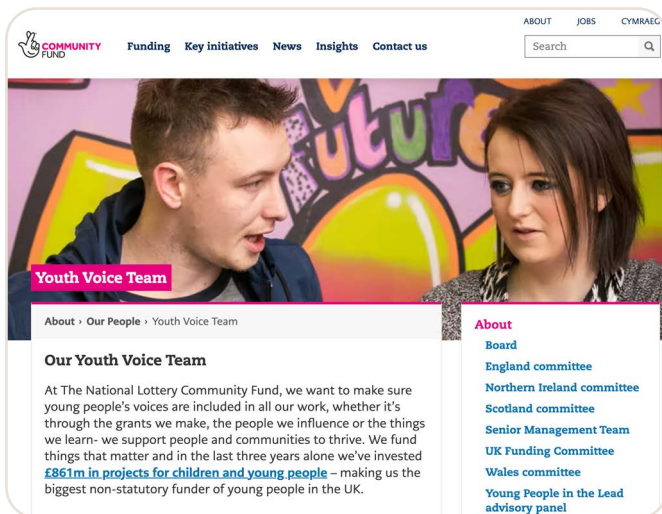 ABOUT JOBS CYMRAEG
COMMUNITY
FUND
Funding Key initiatives News Insights Contact us
Search
Future
Youth Voice Team
About › Our People › Youth Voice Team
Our Youth Voice Team
At The National Lottery Community Fund, we want to make sure
young people's voices are included in all our work, whether it's
through the grants we make, the people we influence or the things
we learn- we support people and communities to thrive. We fund
things that matter and in the last three years alone we've invested
£861m in projects for children and young people – making us the
biggest non-statutory funder of young people in the UK.
About
Board
England committee
Northern Ireland committee
Scotland committee
Senior Management Team
UK Funding Committee
Wales committee
Young People in the Lead
advisory panel